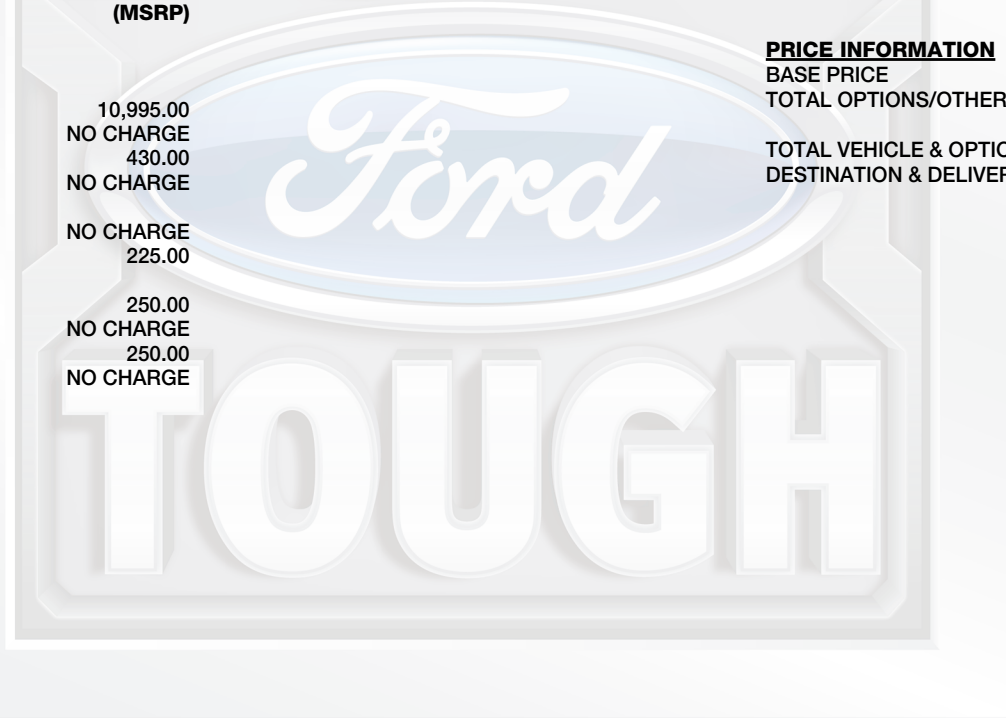 (MSRP)
10,995.00
NO CHARGE
430.00
NO CHARGE
NO CHARGE
225.00
250.00
NO CHARGE
250.00
NO CHARGE
PRICE INFORMATION
BASE PRICE
TOTAL OPTIONS/OTHER
TOTAL VEHICLE & OPTIO
DESTINATION & DELIVER
Ford
TOUGH